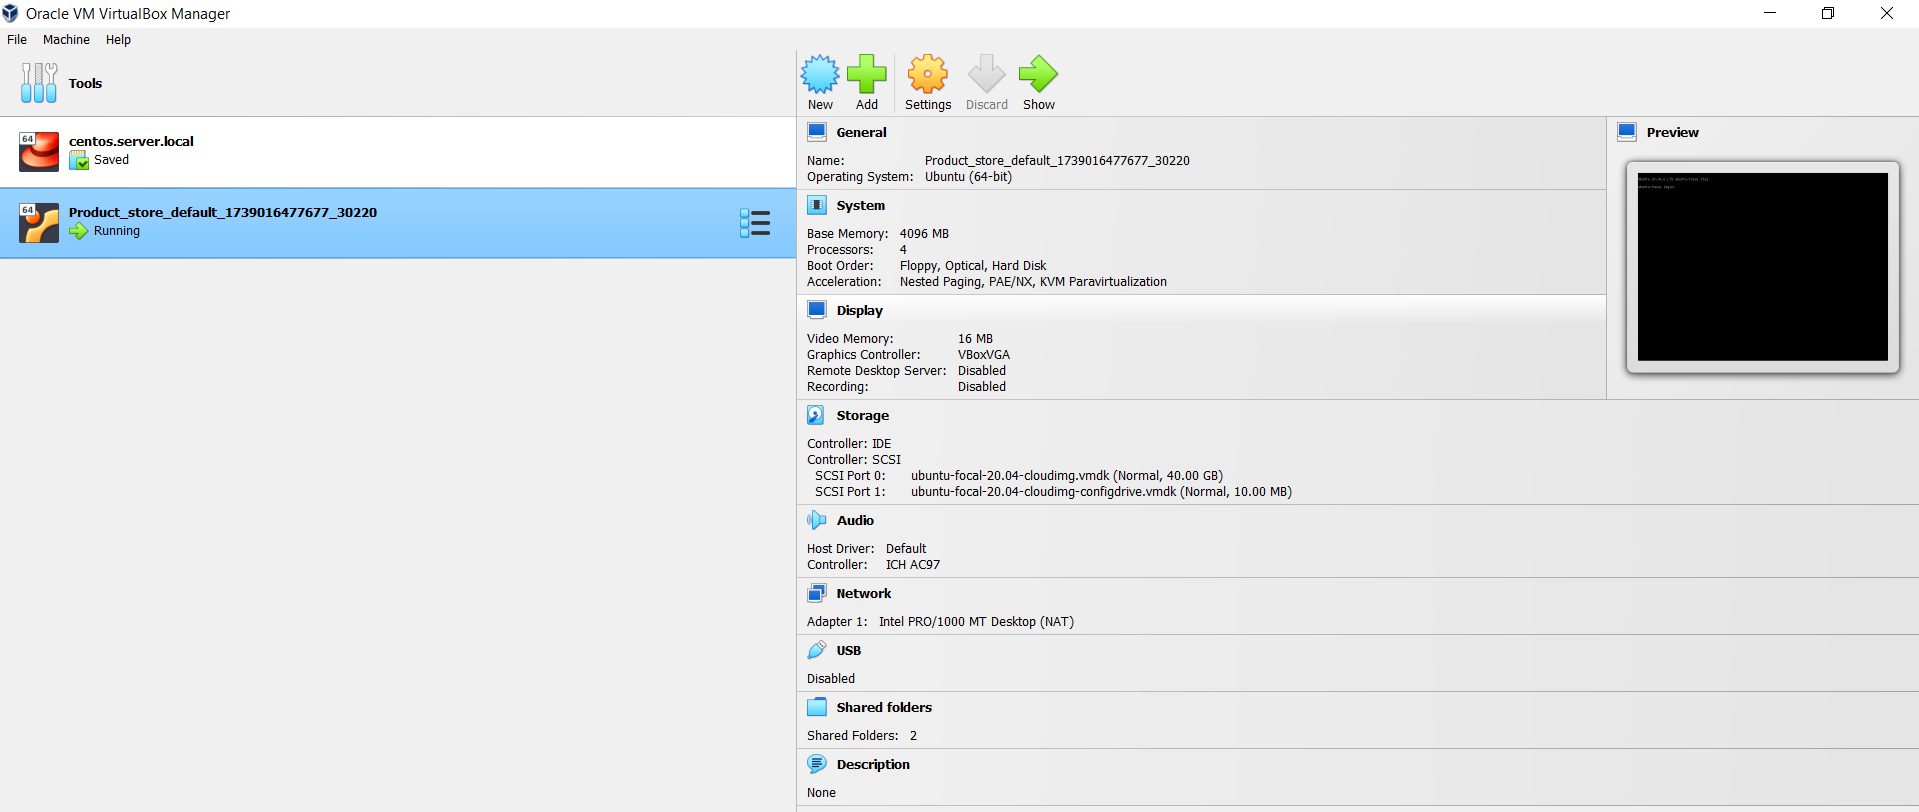 Oracle VM VirtualBox Manager
File Machine Help
Tools
New Add Settings Discard Show
64
centos.server.local
Saved
64
Product_store_default_1739016477677_30220
Running
General
Name: Product_store_default_1739016477677_30220
Operating System: Ubuntu (64-bit)
System
Base Memory: 4096 MB
Processors: 4
Boot Order: Floppy, Optical, Hard Disk
Acceleration: Nested Paging, PAE/NX, KVM Paravirtualization
Display
Video Memory: 16 MB
Graphics Controller: VBoxVGA
Remote Desktop Server: Disabled
Recording: Disabled
Storage
Controller: IDE
Controller: SCSI
SCSI Port 0: ubuntu-focal-20.04-cloudimg.vmdk (Normal, 40.00 GB)
SCSI Port 1: ubuntu-focal-20.04-cloudimg-configdrive.vmdk (Normal, 10.00 MB)
Audio
Host Driver: Default
Controller: ICH AC97
Network
Adapter 1: Intel PRO/1000 MT Desktop (NAT)
USB
Disabled
Shared folders
Shared Folders: 2
Description
None
Preview